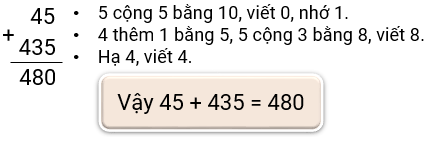 45
+
435
480
• 5 cộng 5 bằng 10, viết 0, nhớ 1.
• 4 thêm 1 bằng 5, 5 cộng 3 bằng 8, viết 8.
• Hạ 4, viết 4.
Vậy 45 + 435 = 480